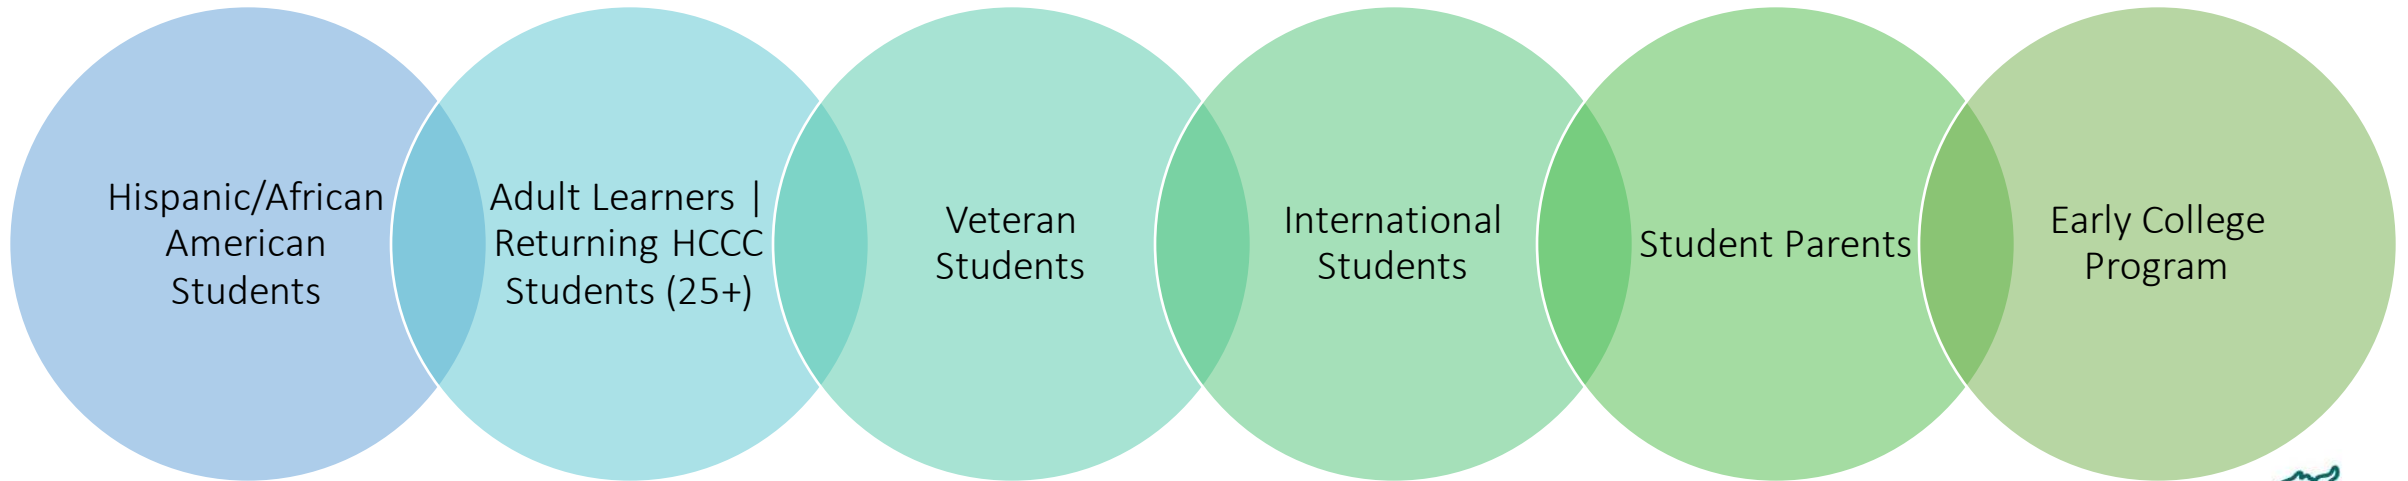 Hispanic/African
American
Students
Adult Learners |
Returning HCCC
Students (25+)
Veteran
Students
International
Students
Student Parents
Early College
Program